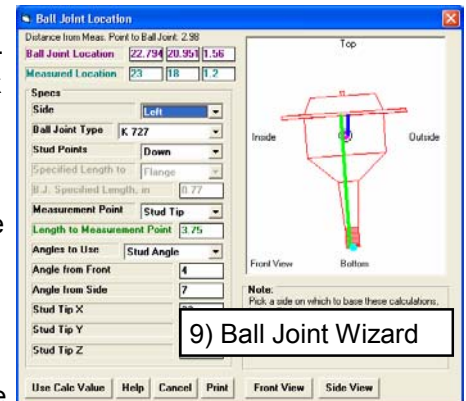 Ball Joint Location
Distance from Meas. Point to Ball Joint: 2.98
Ball Joint Location 22.794 20.951 1.56
Measured Location 23 18 1.2
Specs
Side Left
Ball Joint Type K 727
Stud Points Down
Specified Length to Flange
B.J. Specified Length, in 0.77
Measurement Point Stud Tip
Length to Measurement Point 3.75
Angles to Use Stud Angle
Angle from Front 4
Angle from Side 7
Stud Tip X
Stud Tip Y
Stud Tip Z
Top
Inside
Outside
Front View
Bottom
Note:
Pick a side on which to base these calculations.
9) Ball Joint Wizard
Use Calc Value Help Cancel Print Front View Side View
e
e